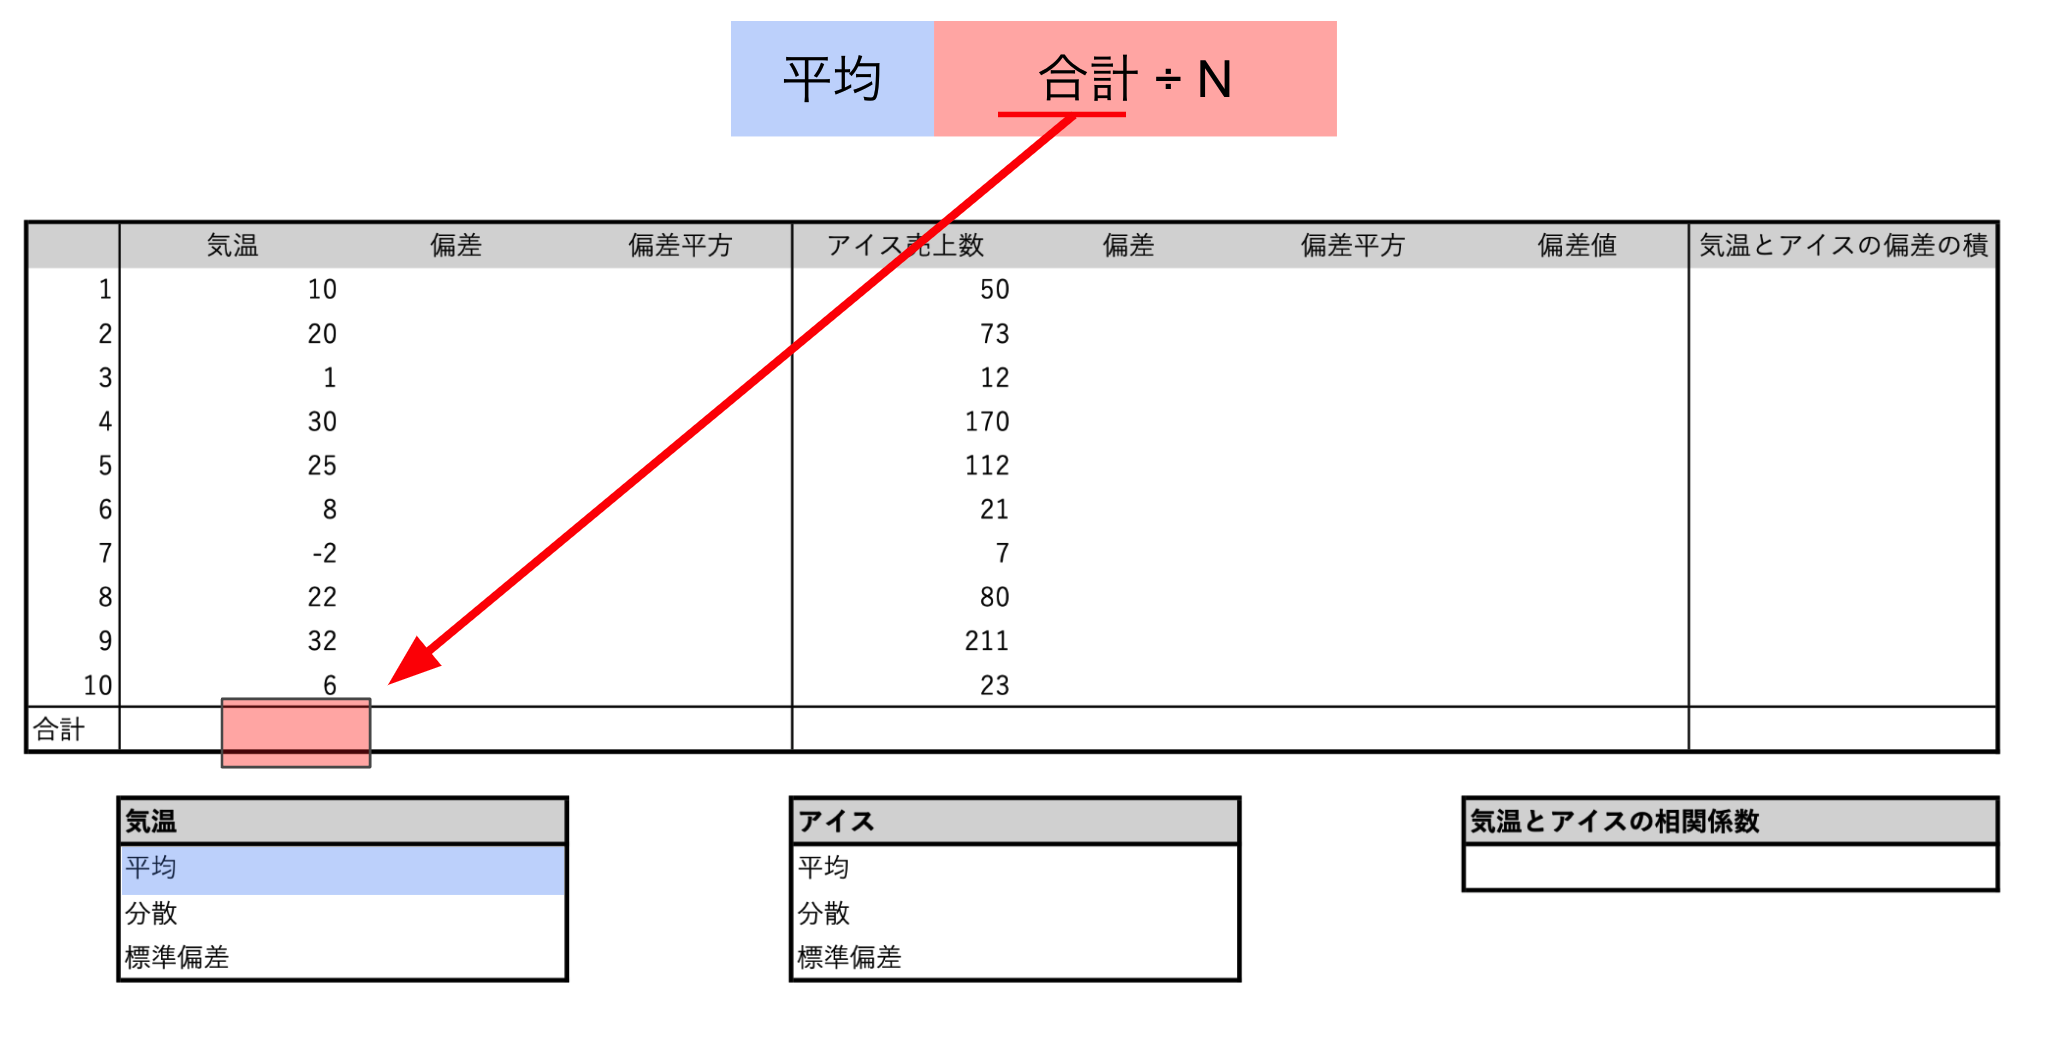 平均 合計 ÷ N
気温 偏差 偏差平方 アイス売上数 偏差 偏差平方 偏差値 気温とアイスの偏差の積
1 10 50
2 20 73
3 1 12
4 30 170
5 25 112
6 8 21
7 -2 7
8 22 80
9 32 211
10 6 23
合計
気温 アイス 気温とアイスの相関係数
平均 平均
分散 分散
標準偏差 標準偏差